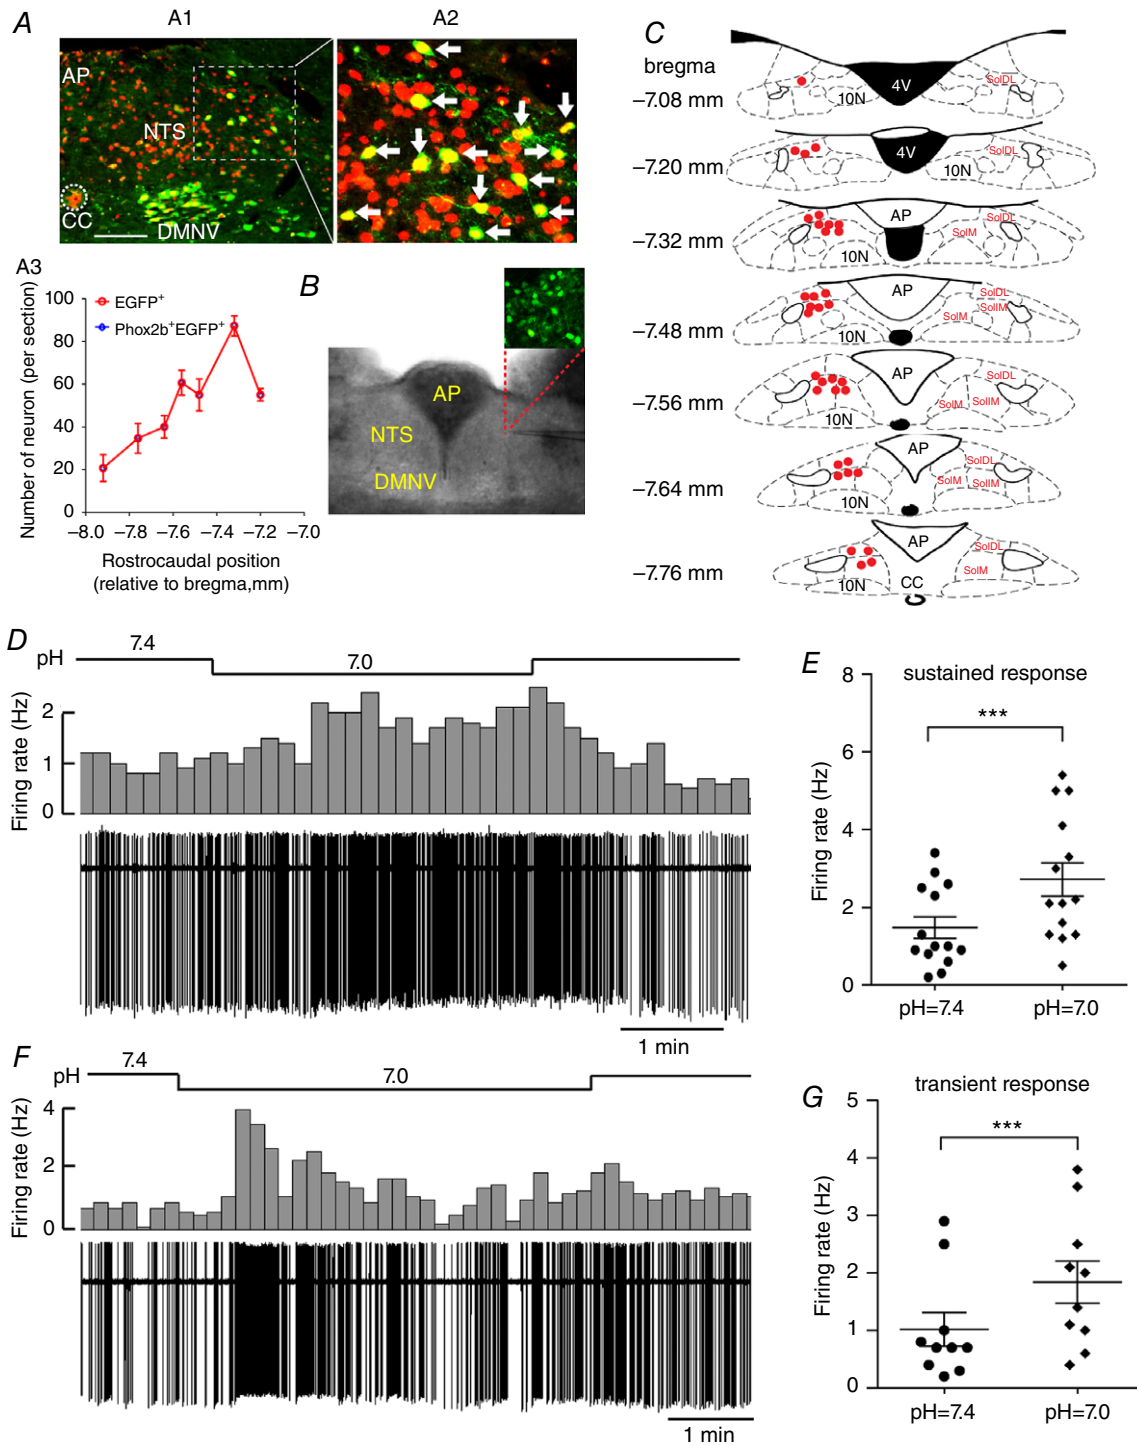 A
A1
A2
AP
NTS
CC
DMNV
A3
Number of neuron (per section)
100
80
60
40
20
0
EGFP+
Phox2b+EGFP+
–8.0 –7.8 –7.6 –7.4 –7.2 –7.0
Rostrocaudal position
(relative to bregma,mm)
B
AP
NTS
DMNV
C
bregma
–7.08 mm
10N
4V
SolDL
–7.20 mm
4V
10N
SolDL
–7.32 mm
AP
10N
SolDL
SolM
–7.48 mm
AP
10N
SolDL
SolIM
SolM
–7.56 mm
AP
10N
SolDL
SolM
SolIM
–7.64 mm
AP
10N
SolDL
SolM
SolIM
–7.76 mm
AP
10N
CC
SolDL
SolM
D
pH
7.4
7.0
Firing rate (Hz)
2
1
0
1 min
E
sustained response
***
Firing rate (Hz)
8
6
4
2
0
pH=7.4
pH=7.0
F
pH
7.4
7.0
Firing rate (Hz)
4
2
0
1 min
G
transient response
***
Firing rate (Hz)
5
4
3
2
1
0
pH=7.4
pH=7.0